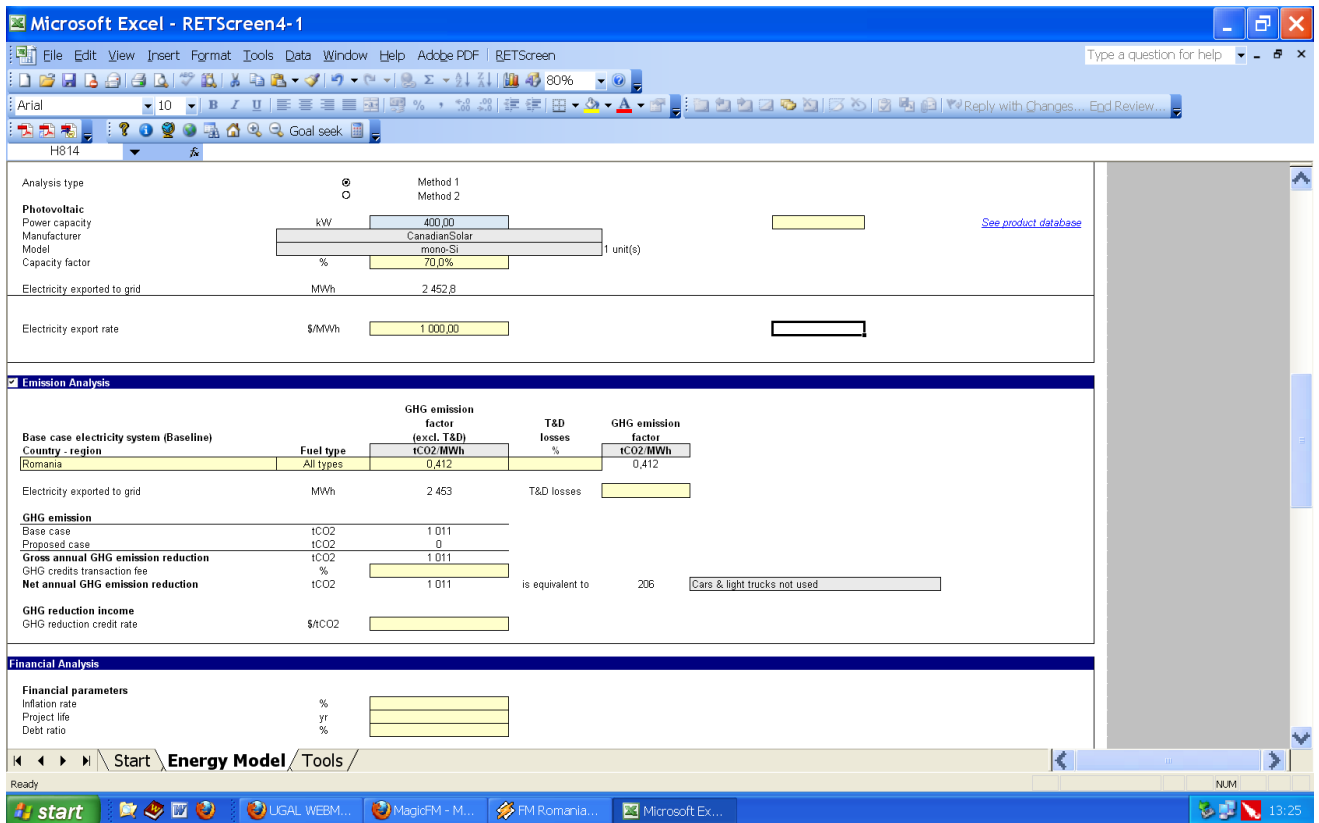 Microsoft Excel - RETScreen4-1
File Edit View Insert Format Tools Data Window Help Adobe PDF RETScreen Type a question for help
80%
Arial 10 Reply with Changes... End Review...
Goal seek
H814 fx
Analysis type Method 1
Method 2
Photovoltaic
Power capacity kW 400,00 See product database
Manufacturer CanadianSolar
Model mono-Si 1 unit(s)
Capacity factor % 70,0%
Electricity exported to grid MWh 2 452,8
Electricity export rate $/MWh 1 000,00
Emission Analysis
GHG emission
factor T&D GHG emission
Base case electricity system (Baseline) (excl. T&D) losses factor
Country - region Fuel type tCO2/MWh % tCO2/MWh
Romania All types 0,412 0,412
Electricity exported to grid MWh 2 453 T&D losses
GHG emission
Base case tCO2 1 011
Proposed case tCO2 0
Gross annual GHG emission reduction tCO2 1 011
GHG credits transaction fee %
Net annual GHG emission reduction tCO2 1 011 is equivalent to 206 Cars & light trucks not used
GHG reduction income
GHG reduction credit rate $/tCO2
Financial Analysis
Financial parameters
Inflation rate %
Project life yr
Debt ratio %
Start Energy Model Tools
Ready NUM
start UGAL WEBM... MagicFM - M... FM Romania... Microsoft Ex... 13:25